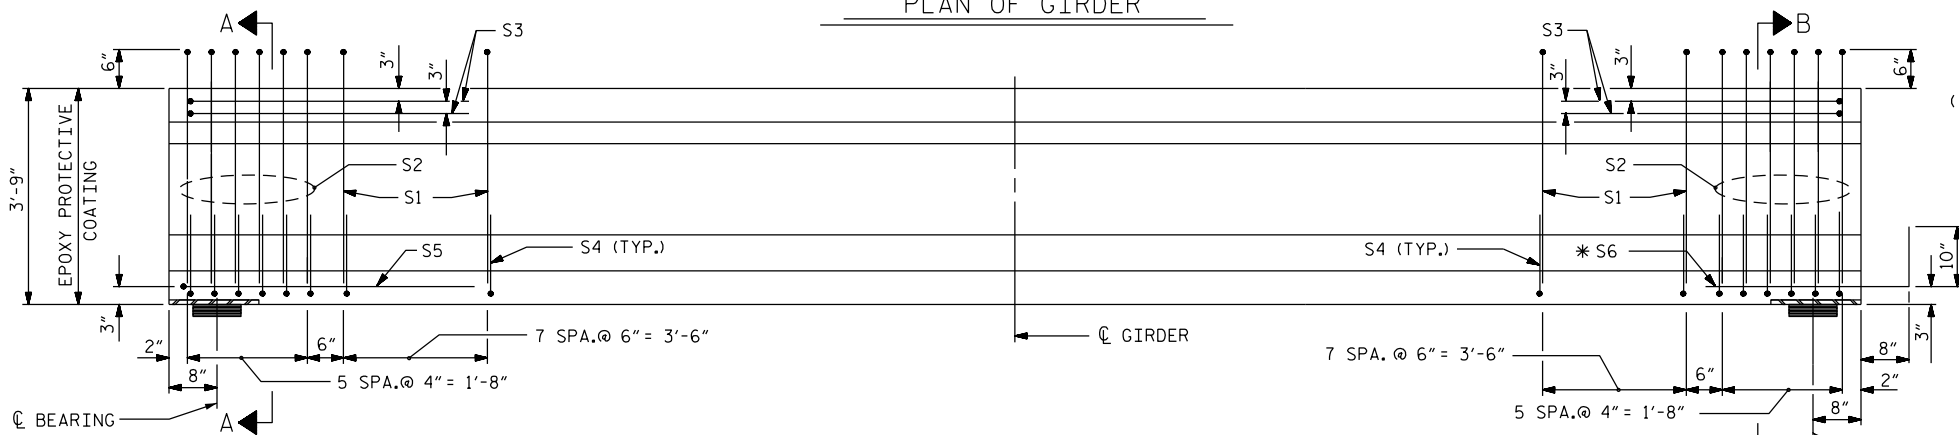 PLAN OF GIRDER
A
S3
S3
B
6"
3"
3"
3"
3"
6"
(
3'-9"
EPOXY PROTECTIVE
COATING
S2
S2
S1
S1
S5
S4 (TYP.)
S4 (TYP.)
* S6
10"
3"
3"
2"
6"
7 SPA.@ 6" = 3'-6"
℄ GIRDER
7 SPA. @ 6" = 3'-6"
6"
8"
2"
8"
5 SPA.@ 4" = 1'-8"
5 SPA.@ 4" = 1'-8"
8"
℄ BEARING
A